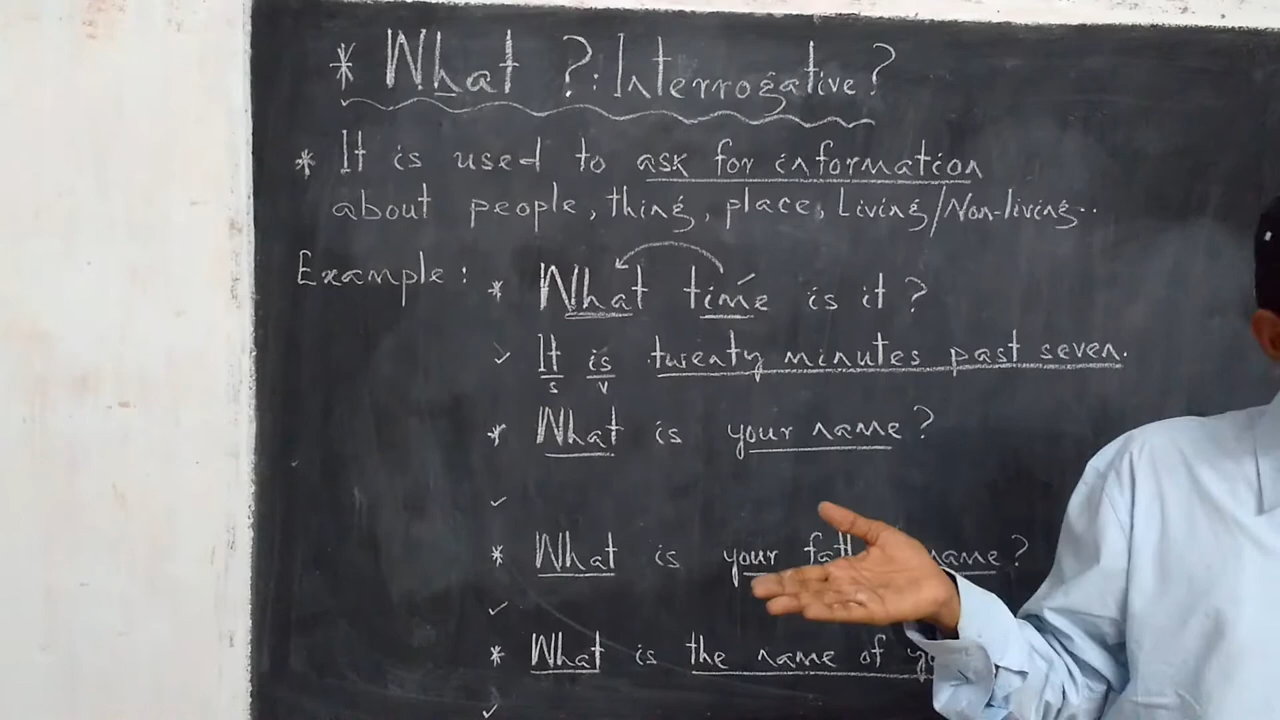 * What ?: Interrogative?
* It is used to ask for information
about people, thing, place, Living/Non-living..
Example: * What time is it?
✓ It is twenty minutes past seven.
s v
* What is your name?
✓
* What is your name?
✓
* What is the name of
✓